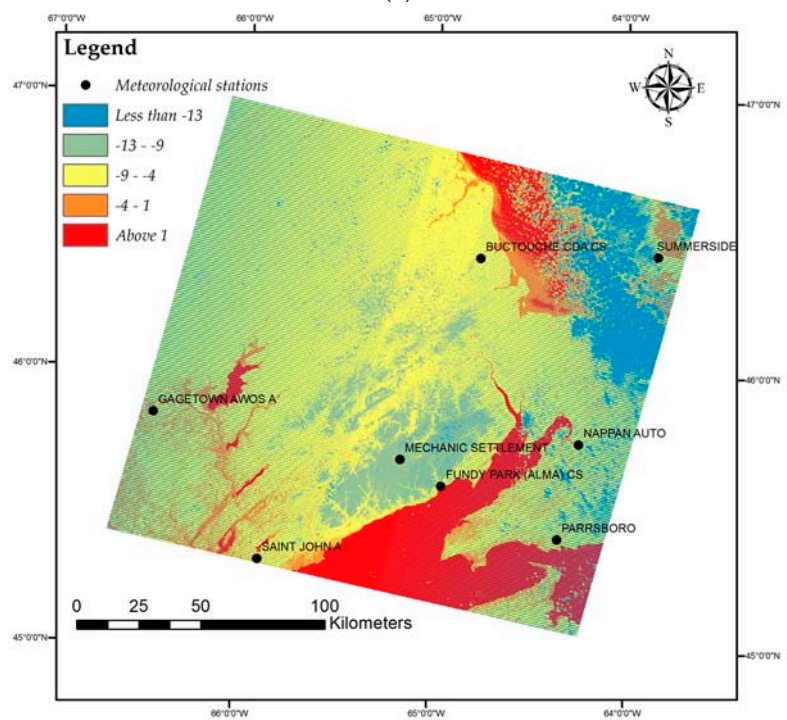 67°0'0"W 66°0'0"W 65°0'0"W 64°0'0"W
Legend
Meteorological stations
Less than -13
-13 - -9
-9 - -4
-4 - 1
Above 1
N
W E
S
47°0'0"N 47°0'0"N
BUCTOUCHE CDA CS SUMMERSIDE
46°0'0"N 46°0'0"N
GAGETOWN AWOS A
NAPPAN AUTO
MECHANIC SETTLEMENT
FUNDY PARK (ALMA) CS
PARRSBORO
SAINT JOHN A
0 25 50 100
Kilometers
45°0'0"N 45°0'0"N
66°0'0"W 65°0'0"W 64°0'0"W